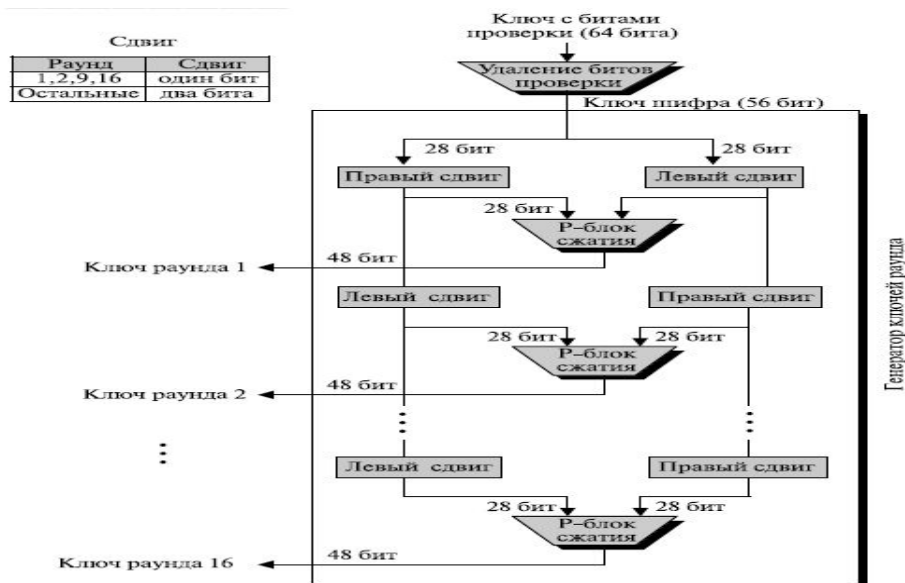 Сдвиг
Раунд Сдвиг
1,2,9,16 один бит
Остальные два бита
Ключ с битами
проверки (64 бита)
Удаление битов
проверки
Ключ шифра (56 бит)
28 бит 28 бит
Правый сдвиг Левый сдвиг
28 бит
Р-блок
сжатия
48 бит
Ключ раунда 1
Левый сдвиг Правый сдвиг
28 бит 28 бит
Р-блок
сжатия
48 бит
Ключ раунда 2
Левый сдвиг Правый сдвиг
28 бит 28 бит
Р-блок
сжатия
48 бит
Ключ раунда 16
Генератор ключей раунда